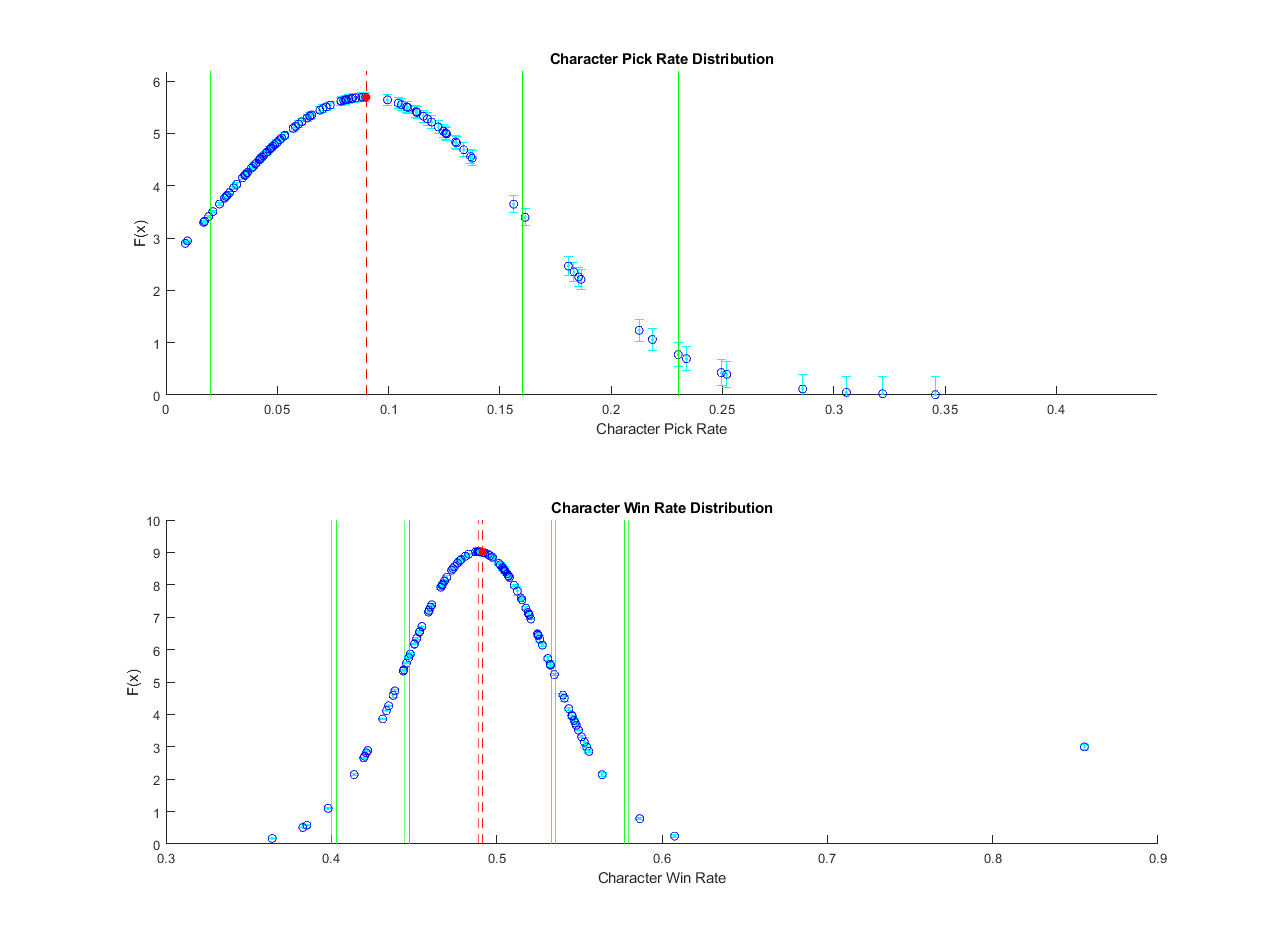 Character Pick Rate Distribution
6
5
4
3
2
1
0
F(x)
0 0.05 0.1 0.15 0.2 0.25 0.3 0.35 0.4
Character Pick Rate
Character Win Rate Distribution
10
9
8
7
6
5
4
3
2
1
0
F(x)
0.3 0.4 0.5 0.6 0.7 0.8 0.9
Character Win Rate